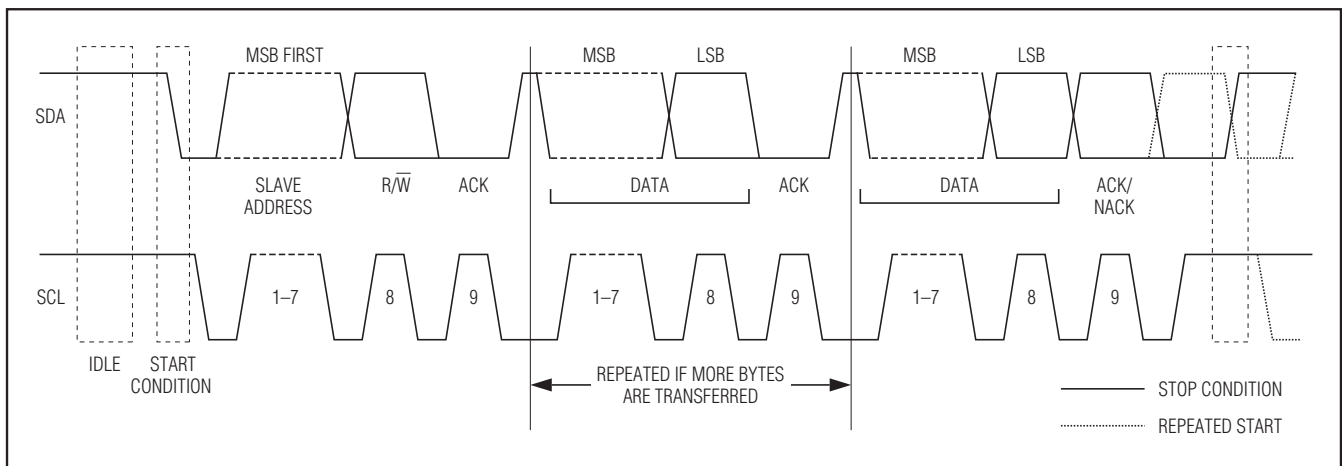 MSB FIRST
MSB
LSB
MSB
LSB
SDA
SLAVE
ADDRESS
R/W̅
ACK
DATA
ACK
DATA
ACK/
NACK
SCL
1–7
8
9
1–7
8
9
1–7
8
9
IDLE
START
CONDITION
REPEATED IF MORE BYTES
ARE TRANSFERRED
STOP CONDITION
REPEATED START